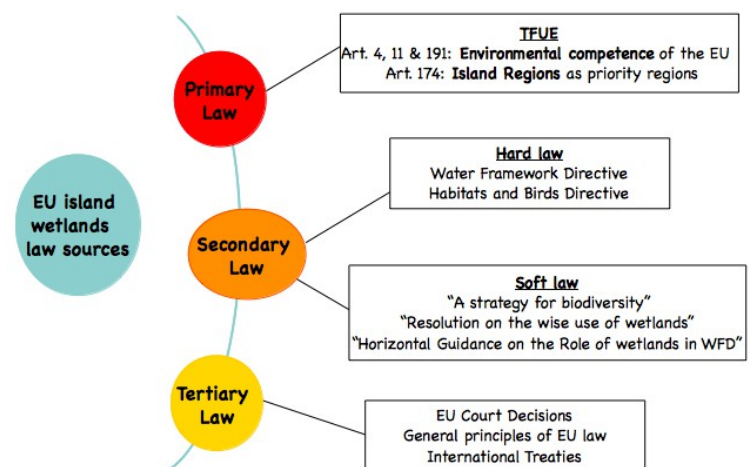 EU island
wetlands
law sources
Primary
Law
TFUE
Art. 4, 11 & 191: Environmental competence of the EU
Art. 174: Island Regions as priority regions
Secondary
Law
Hard law
Water Framework Directive
Habitats and Birds Directive
Soft law
“A strategy for biodiversity”
“Resolution on the wise use of wetlands”
“Horizontal Guidance on the Role of wetlands in WFD”
Tertiary
Law
EU Court Decisions
General principles of EU law
International Treaties